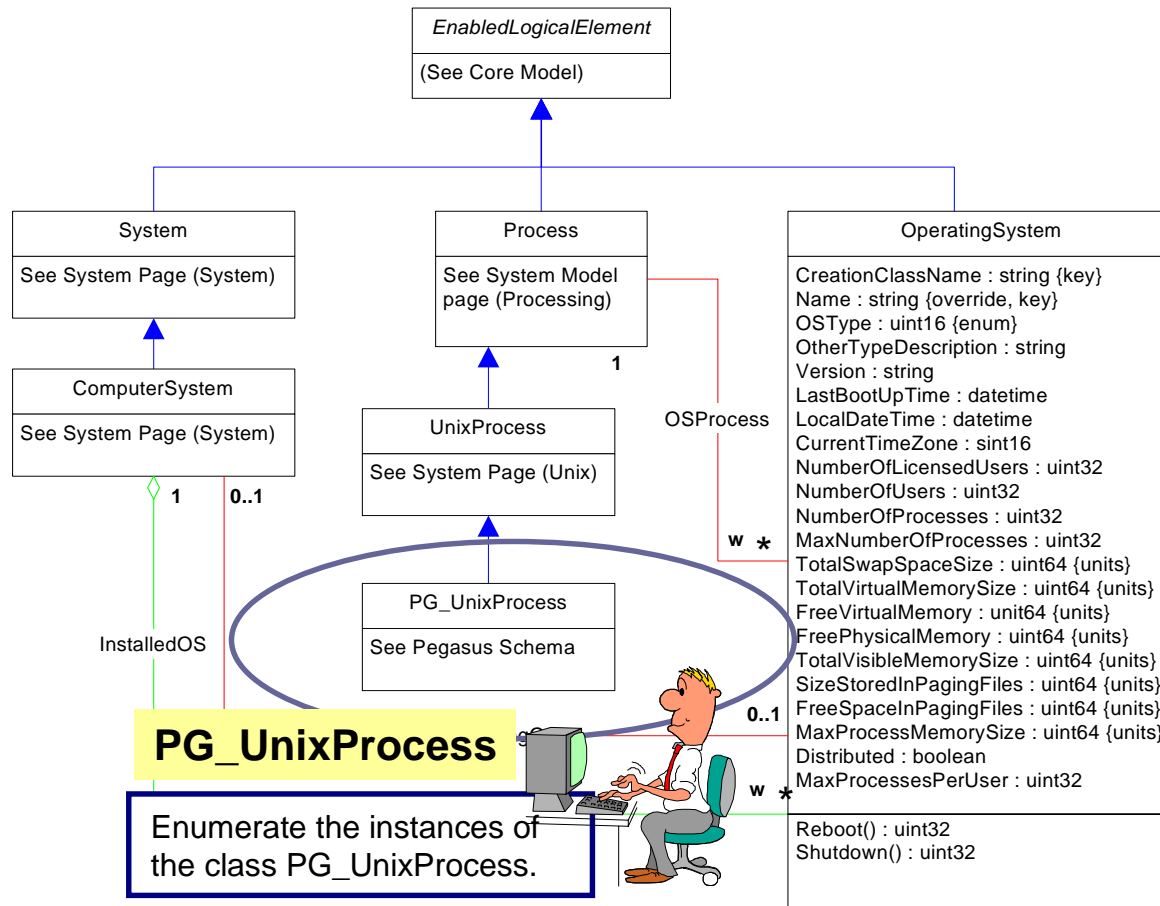 EnabledLogicalElement
(See Core Model)
System
See System Page (System)
ComputerSystem
See System Page (System)
1
0..1
InstalledOS
Process
See System Model
page (Processing)
1
OSProcess
w *
UnixProcess
See System Page (Unix)
PG_UnixProcess
See Pegasus Schema
OperatingSystem
CreationClassName : string {key}
Name : string {override, key}
OSType : uint16 {enum}
OtherTypeDescription : string
Version : string
LastBootUpTime : datetime
LocalDateTime : datetime
CurrentTimeZone : sint16
NumberOfLicensedUsers : uint32
NumberOfUsers : uint32
NumberOfProcesses : uint32
MaxNumberOfProcesses : uint32
TotalSwapSpaceSize : uint64 {units}
TotalVirtualMemorySize : uint64 {units}
FreeVirtualMemory : unit64 {units}
FreePhysicalMemory : uint64 {units}
TotalVisibleMemorySize : uint64 {units}
SizeStoredInPagingFiles : uint64 {units}
FreeSpaceInPagingFiles : uint64 {units}
MaxProcessMemorySize : uint64 {units}
Distributed : boolean
MaxProcessesPerUser : uint32
Reboot() : uint32
Shutdown() : uint32
0..1
w *
PG_UnixProcess
Enumerate the instances of
the class PG_UnixProcess.